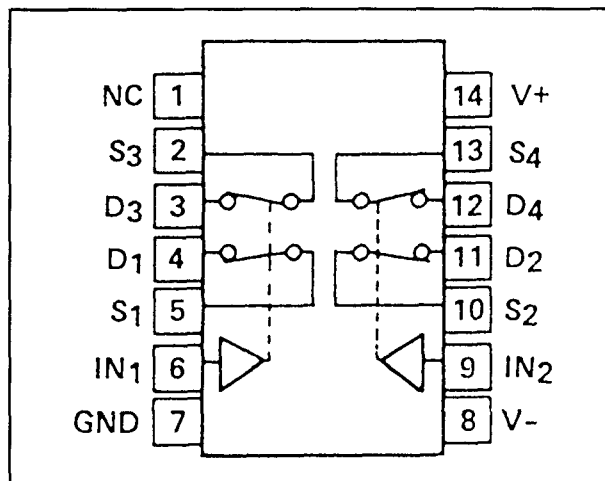 NC 1 14 V+
S3 2 13 S4
D3 3 12 D4
D1 4 11 D2
S1 5 10 S2
IN1 6 9 IN2
GND 7 8 V-